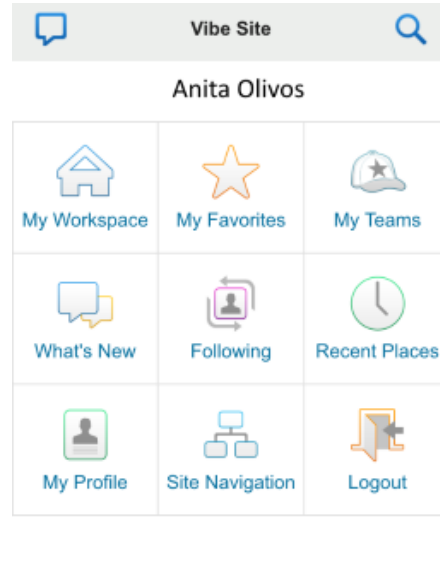 Vibe Site
Anita Olivos
My Workspace
My Favorites
My Teams
What's New
Following
Recent Places
My Profile
Site Navigation
Logout